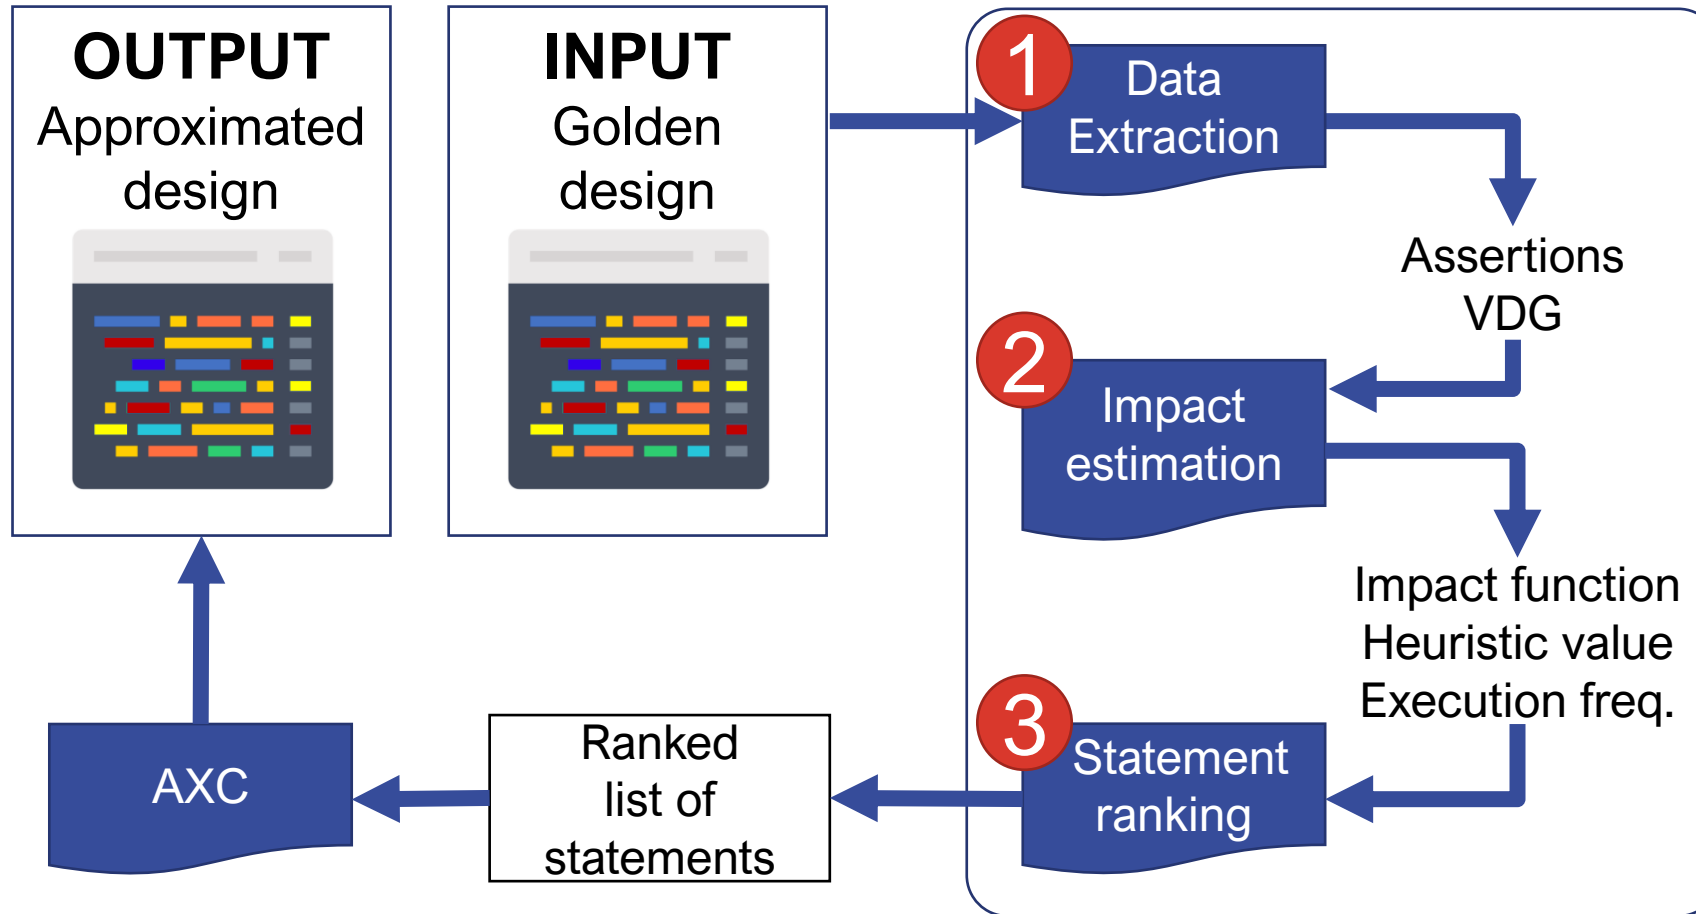 OUTPUT
Approximated
design
INPUT
Golden
design
1
Data
Extraction
Assertions
VDG
2
Impact
estimation
Impact function
Heuristic value
Execution freq.
3
Statement
ranking
Ranked
list of
statements
AXC